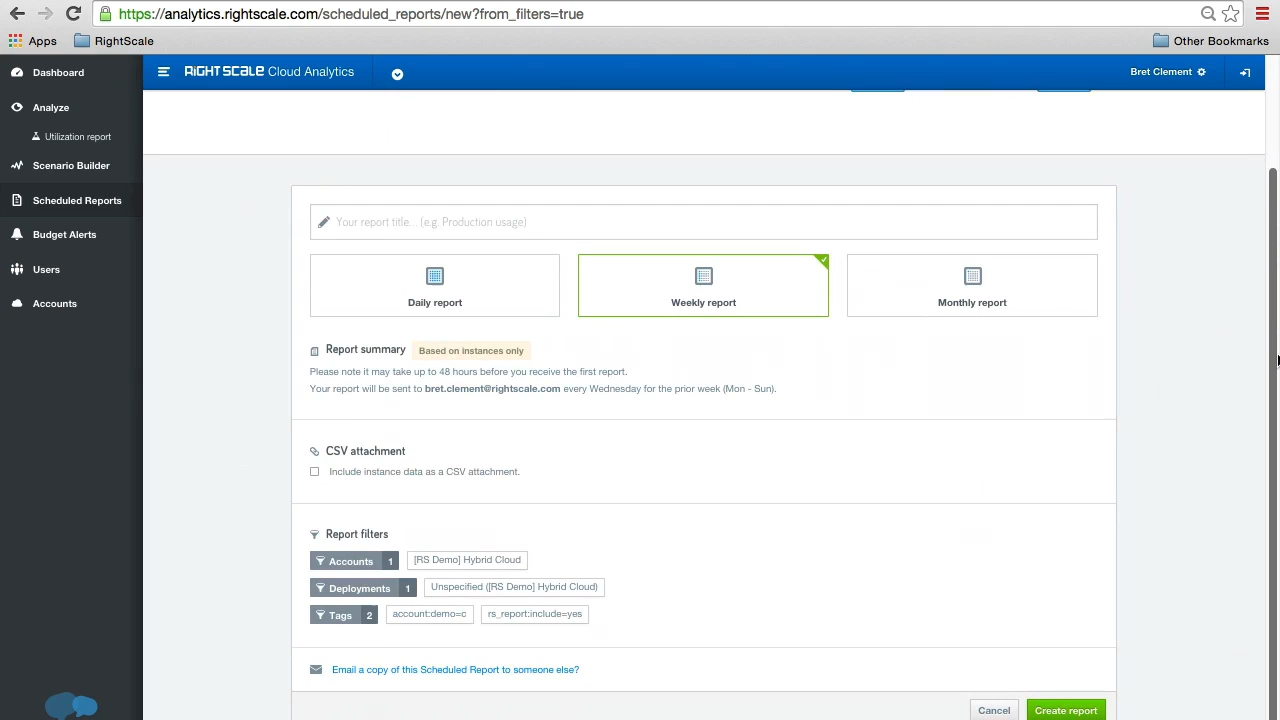 https://analytics.rightscale.com/scheduled_reports/new?from_filters=true
Apps RightScale Other Bookmarks
Dashboard
Analyze
Utilization report
Scenario Builder
Scheduled Reports
Budget Alerts
Users
Accounts
RIGHTSCALE Cloud Analytics
Bret Clement
Your report title... (e.g. Production usage)
Daily report
Weekly report
Monthly report
Report summary Based on instances only
Please note it may take up to 48 hours before you receive the first report.
Your report will be sent to bret.clement@rightscale.com every Wednesday for the prior week (Mon - Sun).
CSV attachment
Include instance data as a CSV attachment.
Report filters
Accounts 1 [RS Demo] Hybrid Cloud
Deployments 1 Unspecified ([RS Demo] Hybrid Cloud)
Tags 2 account:demo=c rs_report:include=yes
Email a copy of this Scheduled Report to someone else?
Cancel Create report